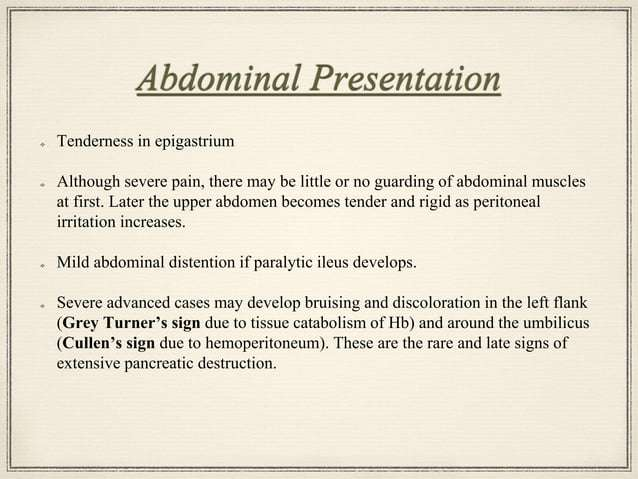 Abdominal Presentation
Tenderness in epigastrium
Although severe pain, there may be little or no guarding of abdominal muscles
at first. Later the upper abdomen becomes tender and rigid as peritoneal
irritation increases.
Mild abdominal distention if paralytic ileus develops.
Severe advanced cases may develop bruising and discoloration in the left flank
(Grey Turner’s sign due to tissue catabolism of Hb) and around the umbilicus
(Cullen’s sign due to hemoperitoneum). These are the rare and late signs of
extensive pancreatic destruction.